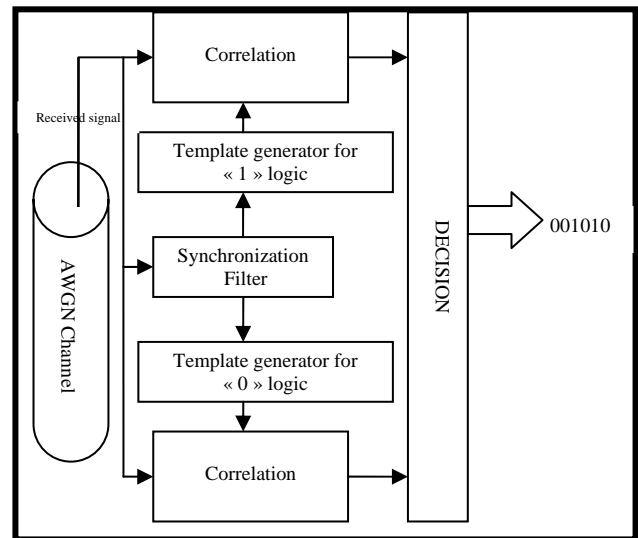 Correlation
Received signal
Template generator for
« 1 » logic
Synchronization
Filter
AWGN Channel
DECISION
001010
Template generator for
« 0 » logic
Correlation